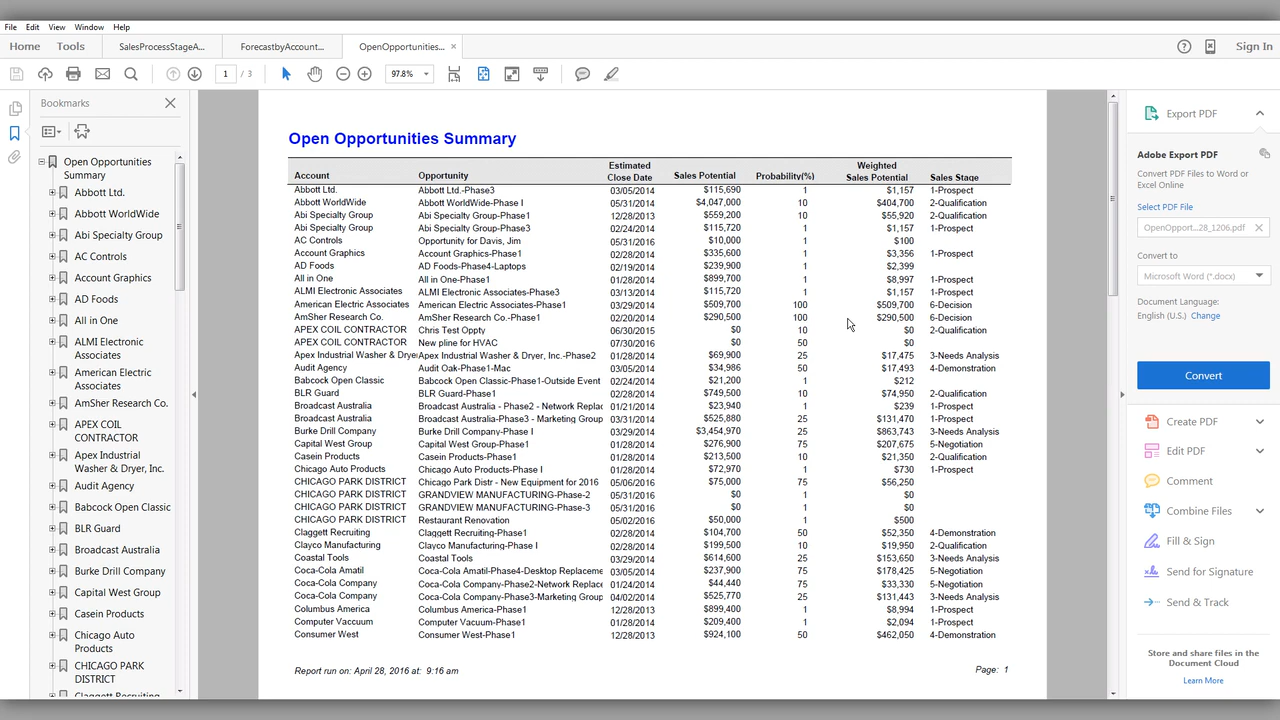 File Edit View Window Help
Home Tools SalesProcessStageA... ForecastbyAccount... OpenOpportunities... × Sign In
1 / 3 97.8%
Bookmarks
Open Opportunities
Summary
Abbott Ltd.
Abbott WorldWide
Abi Specialty Group
AC Controls
Account Graphics
AD Foods
All in One
ALMI Electronic
Associates
American Electric
Associates
AmSher Research Co.
APEX COIL
CONTRACTOR
Apex Industrial
Washer & Dryer, Inc.
Audit Agency
Babcock Open Classic
BLR Guard
Broadcast Australia
Burke Drill Company
Capital West Group
Casein Products
Chicago Auto
Products
CHICAGO PARK
DISTRICT
Claggett Recruiting
Open Opportunities Summary
Account Opportunity Estimated Close Date Sales Potential Probability(%) Weighted Sales Potential Sales Stage
Abbott Ltd. Abbott Ltd.-Phase3 03/05/2014 $115,690 1 $1,157 1-Prospect
Abbott WorldWide Abbott WorldWide-Phase I 05/31/2014 $4,047,000 10 $404,700 2-Qualification
Abi Specialty Group Abi Specialty Group-Phase1 12/28/2013 $559,200 10 $55,920 2-Qualification
Abi Specialty Group Abi Specialty Group-Phase3 02/24/2014 $115,720 1 $1,157 1-Prospect
AC Controls Opportunity for Davis, Jim 05/31/2016 $10,000 1 $100
Account Graphics Account Graphics-Phase1 02/28/2014 $335,600 1 $3,356 1-Prospect
AD Foods AD Foods-Phase4-Laptops 02/19/2014 $239,900 1 $2,399
All in One All in One-Phase1 01/28/2014 $899,700 1 $8,997 1-Prospect
ALMI Electronic Associates ALMI Electronic Associates-Phase3 03/13/2014 $115,720 1 $1,157 1-Prospect
American Electric Associates American Electric Associates-Phase1 03/29/2014 $509,700 100 $509,700 6-Decision
AmSher Research Co. AmSher Research Co.-Phase1 02/20/2014 $290,500 100 $290,500 6-Decision
APEX COIL CONTRACTOR Chris Test Oppty 06/30/2015 $0 10 $0 2-Qualification
APEX COIL CONTRACTOR New pline for HVAC 07/30/2016 $0 50 $0
Apex Industrial Washer & Drye Apex Industrial Washer & Dryer, Inc.-Phase2 01/28/2014 $69,900 25 $17,475 3-Needs Analysis
Audit Agency Audit Oak-Phase1-Mac 03/05/2014 $34,986 50 $17,493 4-Demonstration
Babcock Open Classic Babcock Open Classic-Phase1-Outside Event 02/24/2014 $21,200 1 $212
BLR Guard BLR Guard-Phase1 02/28/2014 $749,500 10 $74,950 2-Qualification
Broadcast Australia Broadcast Australia - Phase2 - Network Replac 01/21/2014 $23,940 1 $239 1-Prospect
Broadcast Australia Broadcast Australia-Phase3 - Marketing Group 03/31/2014 $525,880 25 $131,470 1-Prospect
Burke Drill Company Burke Drill Company-Phase I 03/29/2014 $3,454,970 25 $863,743 3-Needs Analysis
Capital West Group Capital West Group-Phase1 01/28/2014 $276,900 75 $207,675 5-Negotiation
Casein Products Casein Products-Phase1 01/28/2014 $213,500 10 $21,350 2-Qualification
Chicago Auto Products Chicago Auto Products-Phase I 01/28/2014 $72,970 1 $730 1-Prospect
CHICAGO PARK DISTRICT Chicago Park Distr - New Equipment for 2016 05/06/2016 $75,000 75 $56,250
CHICAGO PARK DISTRICT GRANDVIEW MANUFACTURING-Phase-2 05/31/2016 $0 1 $0
CHICAGO PARK DISTRICT GRANDVIEW MANUFACTURING-Phase-3 05/31/2016 $0 1 $0
CHICAGO PARK DISTRICT Restaurant Renovation 05/02/2016 $50,000 1 $500
Claggett Recruiting Claggett Recruiting-Phase1 02/28/2014 $104,700 50 $52,350 4-Demonstration
Clayco Manufacturing Clayco Manufacturing-Phase I 02/28/2014 $199,500 10 $19,950 2-Qualification
Coastal Tools Coastal Tools 03/29/2014 $614,600 25 $153,650 3-Needs Analysis
Coca-Cola Amatil Coca-Cola Amatil-Phase4-Desktop Replaceme 03/05/2014 $237,900 75 $178,425 5-Negotiation
Coca-Cola Company Coca-Cola Company-Phase2-Network Replac 01/24/2014 $44,440 75 $33,330 5-Negotiation
Coca-Cola Company Coca-Cola Company-Phase3-Marketing Group 04/02/2014 $525,770 25 $131,443 3-Needs Analysis
Columbus America Columbus America-Phase1 12/28/2013 $899,400 1 $8,994 1-Prospect
Computer Vaccuum Computer Vaccum-Phase1 01/28/2014 $209,400 1 $2,094 1-Prospect
Consumer West Consumer West-Phase1 12/28/2013 $924,100 50 $462,050 4-Demonstration
Report run on: April 28, 2016 at: 9:16 am Page: 1
Export PDF
Adobe Export PDF
Convert PDF Files to Word or
Excel Online
Select PDF File
OpenOpport...28_1206.pdf
Convert to
Microsoft Word (*.docx)
Document Language:
English (U.S.) Change
Convert
Create PDF
Edit PDF
Comment
Combine Files
Fill & Sign
Send for Signature
Send & Track
Store and share files in the
Document Cloud
Learn More